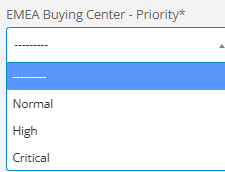 EMEA Buying Center - Priority*
---------
---------
Normal
High
Critical